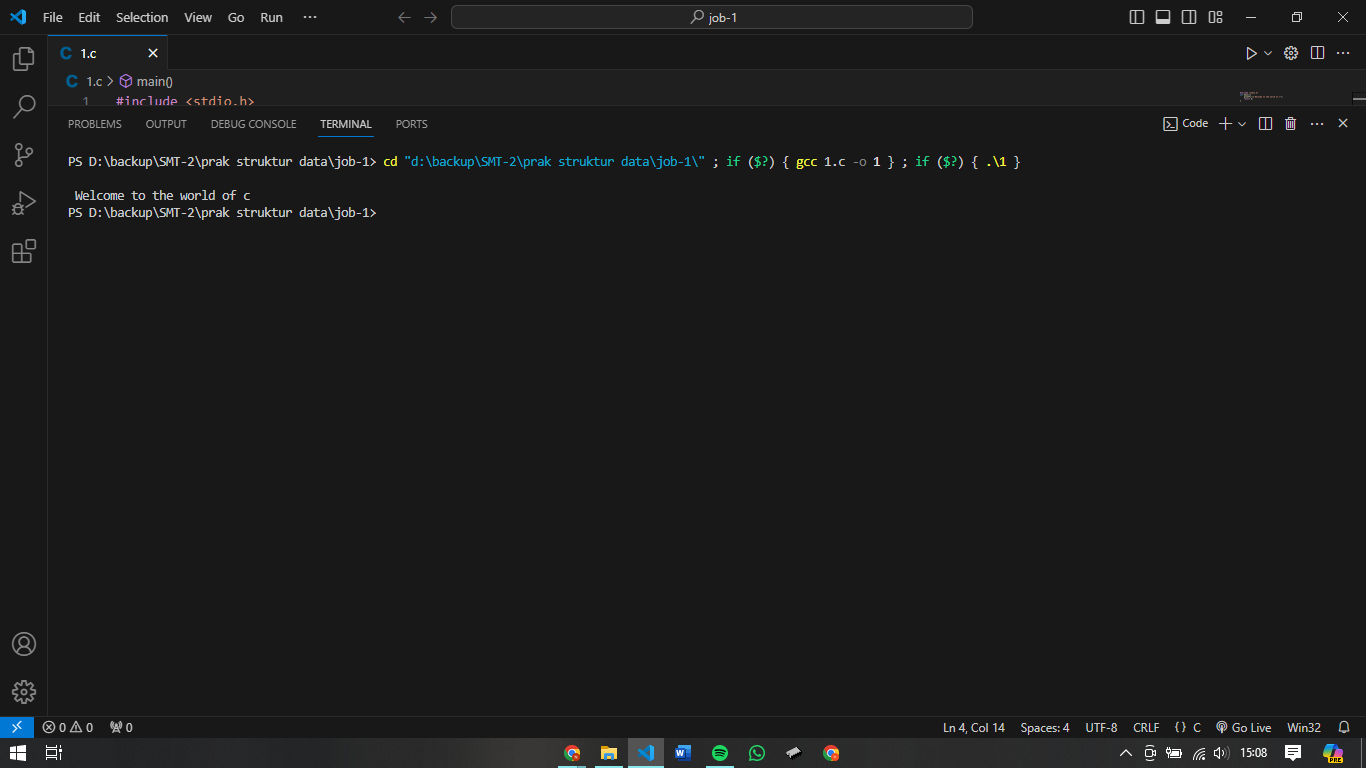 File Edit Selection View Go Run ··· job-1
C 1.c
C 1.c > main()
1 #include <stdio.h>
PROBLEMS OUTPUT DEBUG CONSOLE TERMINAL PORTS Code
PS D:\backup\SMT-2\prak struktur data\job-1> cd "d:\backup\SMT-2\prak struktur data\job-1\" ; if ($?) { gcc 1.c -o 1 } ; if ($?) { .\1 }
Welcome to the world of c
PS D:\backup\SMT-2\prak struktur data\job-1>
0 0 0 Ln 4, Col 14 Spaces: 4 UTF-8 CRLF {} C Go Live Win32
15:08 PRE